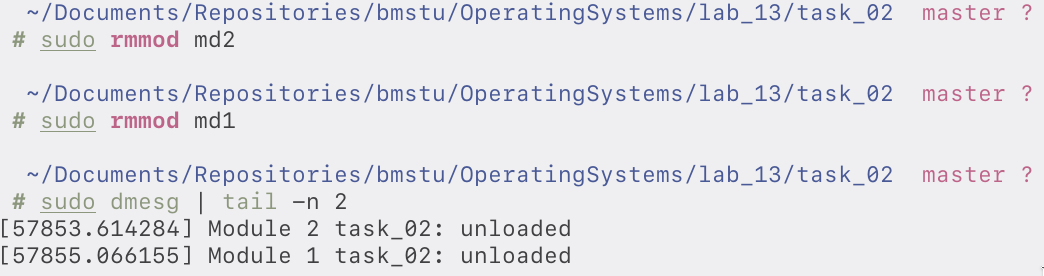 ~/Documents/Repositories/bmstu/OperatingSystems/lab_13/task_02 master ?
# sudo rmmod md2
~/Documents/Repositories/bmstu/OperatingSystems/lab_13/task_02 master ?
# sudo rmmod md1
~/Documents/Repositories/bmstu/OperatingSystems/lab_13/task_02 master ?
# sudo dmesg | tail -n 2
[57853.614284] Module 2 task_02: unloaded
[57855.066155] Module 1 task_02: unloaded